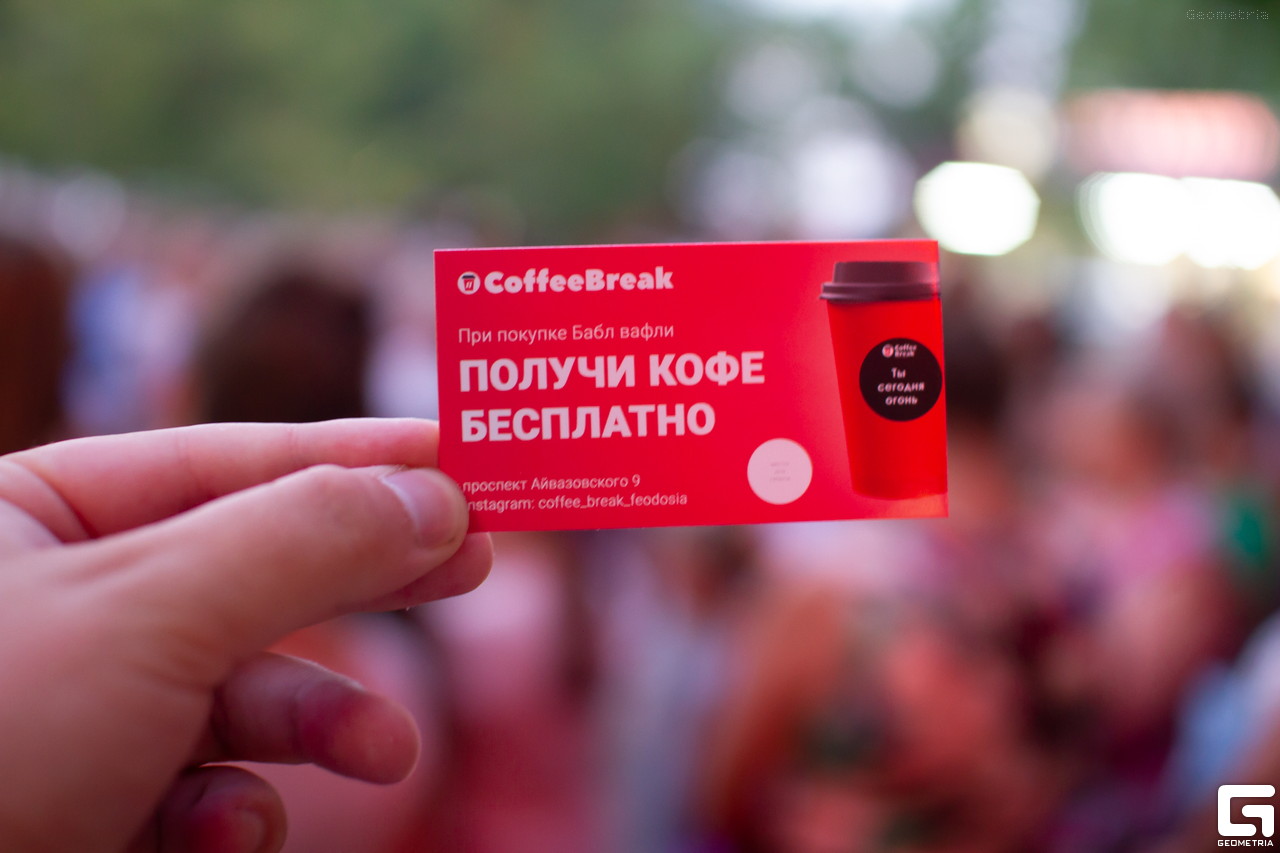 Geometria
CoffeeBreak
При покупке Бабл вафли
ПОЛУЧИ КОФЕ
БЕСПЛАТНО
проспект Айвазовского 9
nstagram: coffee_break_feodosia
Coffee
Break
Ты
сегодня
огонь
GEOMETRIA